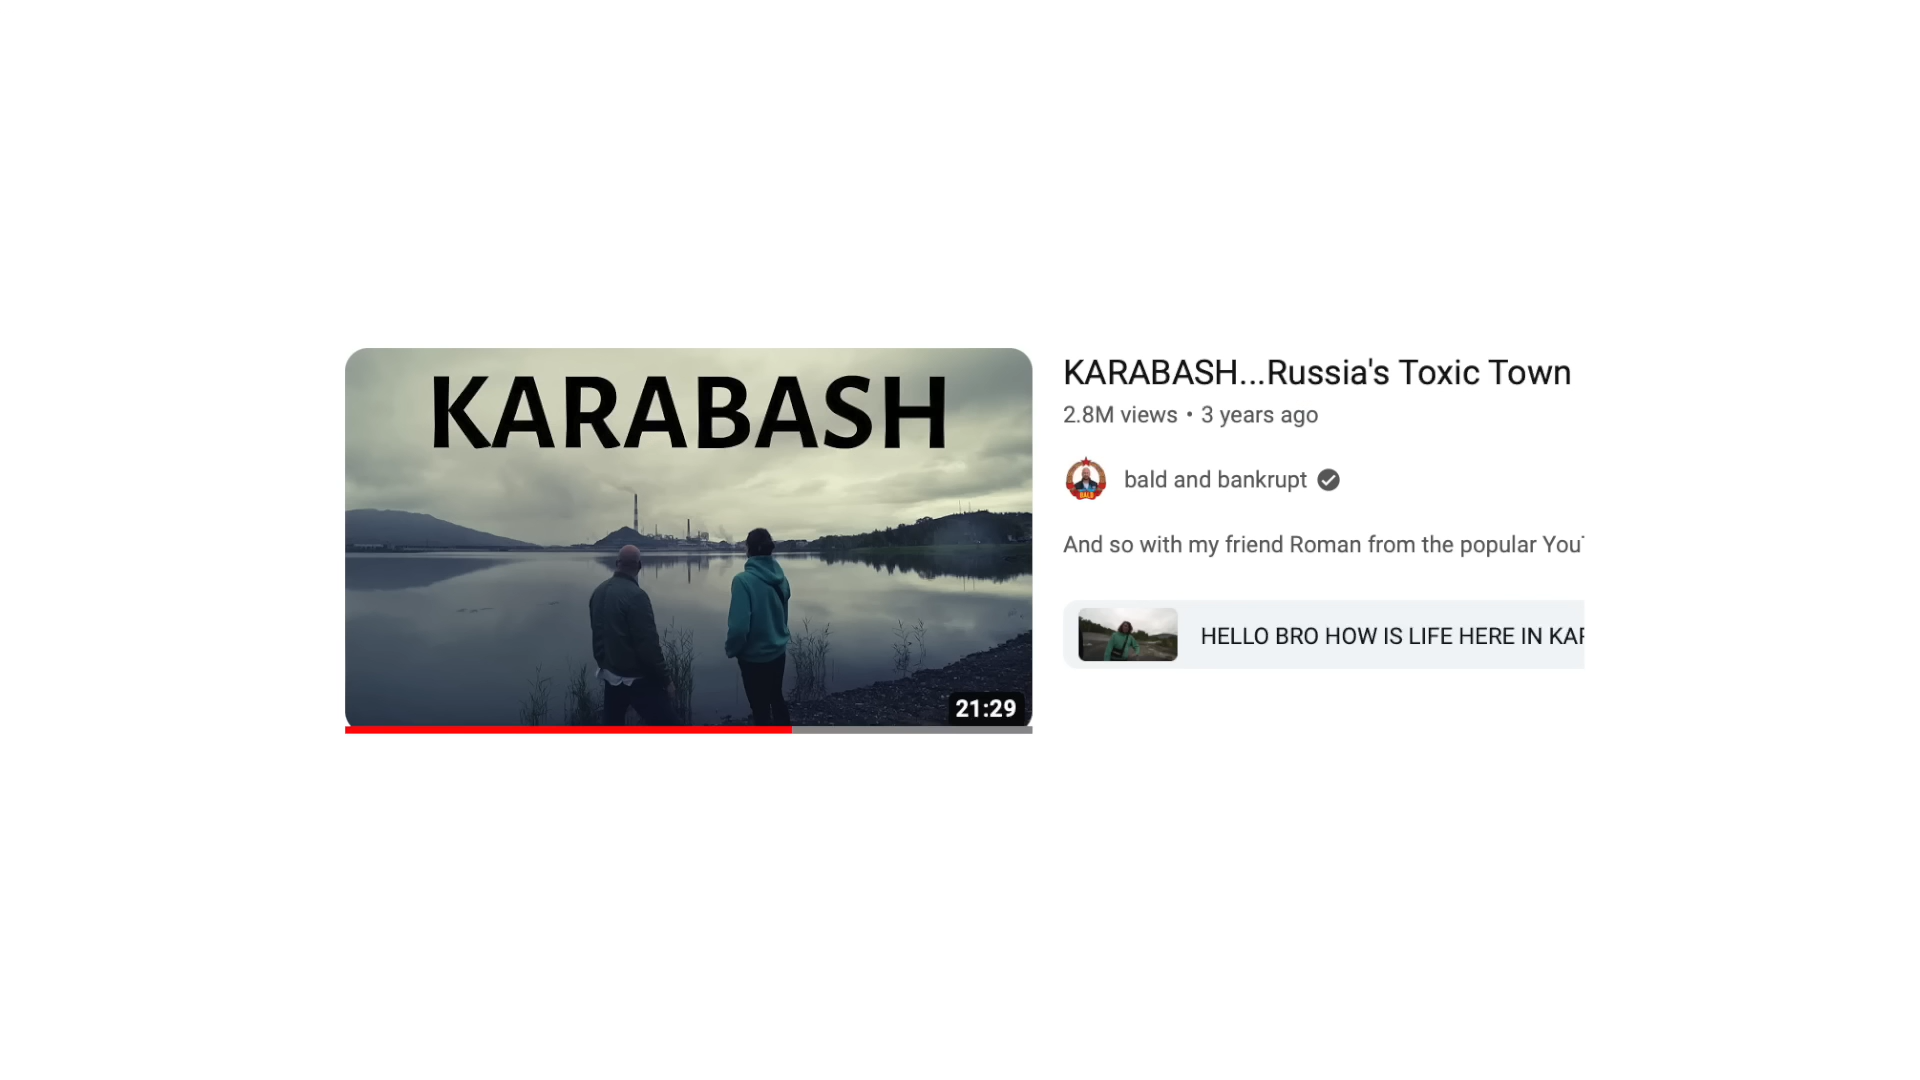 KARABASH
21:29
KARABASH...Russia's Toxic Town
2.8M views • 3 years ago
BALD
bald and bankrupt
And so with my friend Roman from the popular
HELLO BRO HOW IS LIFE HERE IN